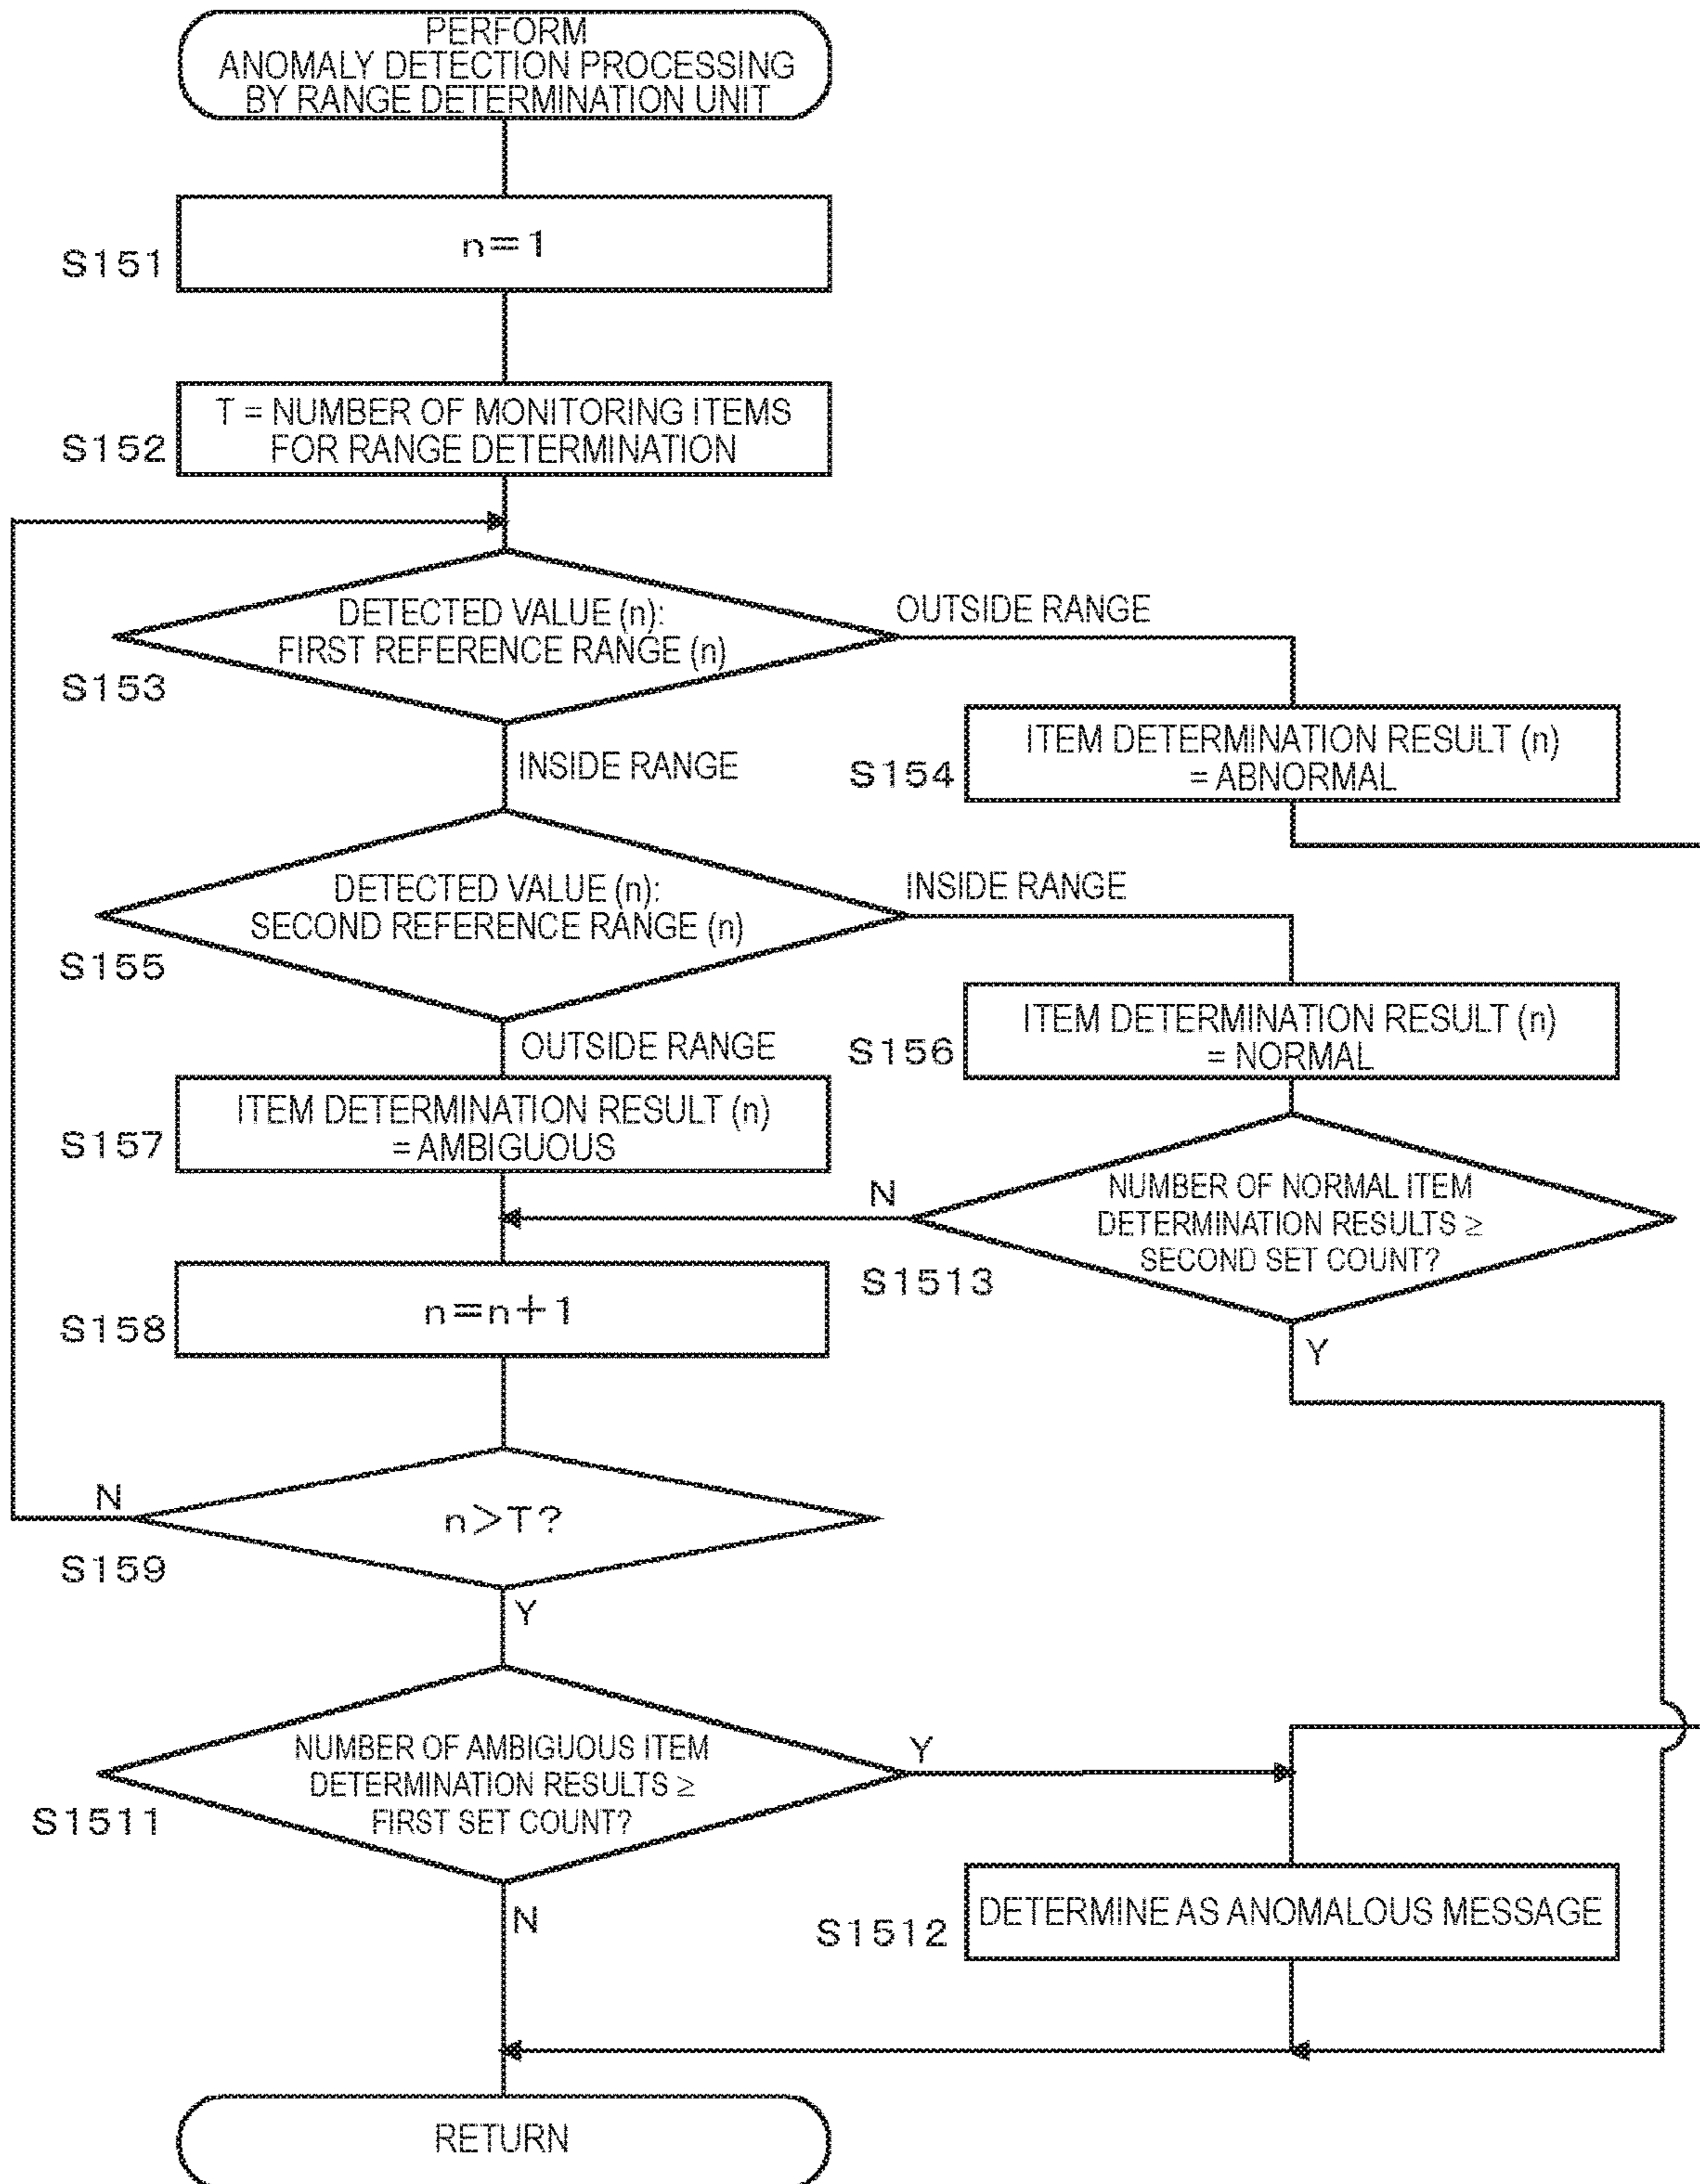 PERFORM
ANOMALY DETECTION PROCESSING
BY RANGE DETERMINATION UNIT
S151
n=1
S152
T = NUMBER OF MONITORING ITEMS
FOR RANGE DETERMINATION
S153
DETECTED VALUE (n):
FIRST REFERENCE RANGE (n)
OUTSIDE RANGE
INSIDE RANGE
S154
ITEM DETERMINATION RESULT (n)
= ABNORMAL
S155
DETECTED VALUE (n):
SECOND REFERENCE RANGE (n)
INSIDE RANGE
OUTSIDE RANGE
S156
ITEM DETERMINATION RESULT (n)
= NORMAL
S157
ITEM DETERMINATION RESULT (n)
= AMBIGUOUS
N
NUMBER OF NORMAL ITEM
DETERMINATION RESULTS ≥
SECOND SET COUNT?
S1513
Y
S158
n=n+1
N
n>T?
S159
Y
NUMBER OF AMBIGUOUS ITEM
DETERMINATION RESULTS ≥
FIRST SET COUNT?
S1511
Y
N
S1512
DETERMINE AS ANOMALOUS MESSAGE
RETURN